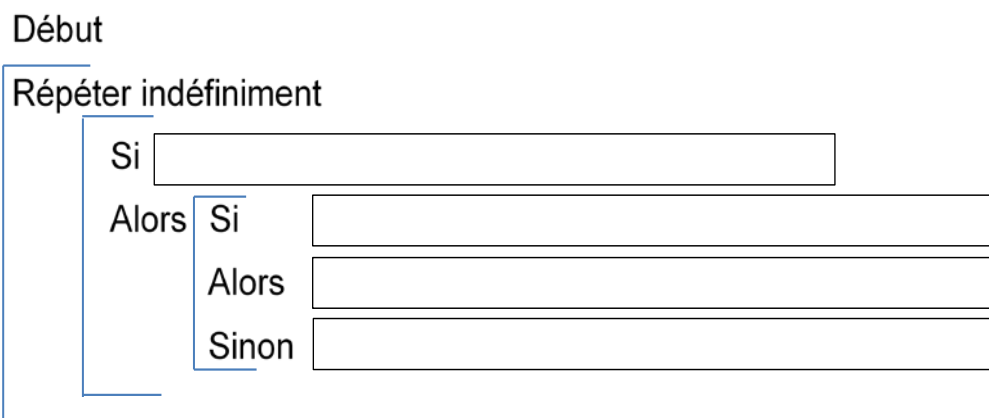 Début
Répéter indéfiniment
Si
Alors Si
Alors
Sinon